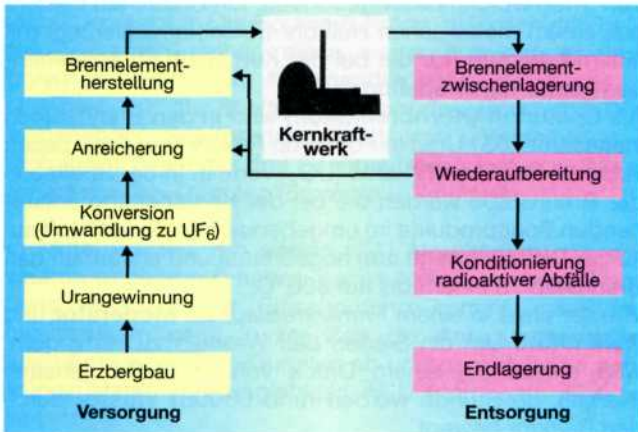 Brennelement-
herstellung
Anreicherung
Konversion
(Umwandlung zu UF₆)
Urangewinnung
Erzbergbau
Versorgung
Kernkraft-
werk
Brennelement-
zwischenlagerung
Wiederaufbereitung
Konditionierung
radioaktiver Abfälle
Endlagerung
Entsorgung